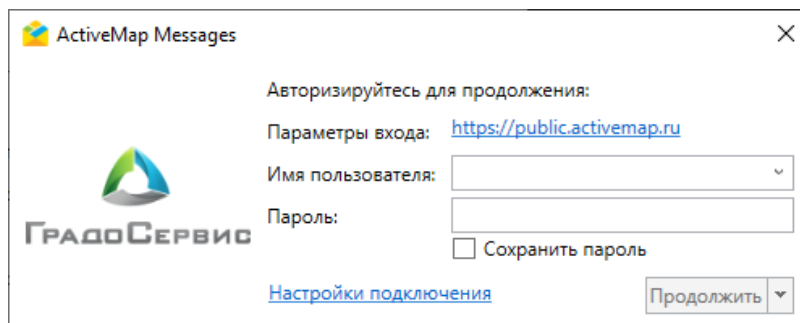 ActiveMap Messages
Авторизируйтесь для продолжения:
Параметры входа: https://public.activemap.ru
Имя пользователя:
Пароль:
Сохранить пароль
ГрадоСервис
Настройки подключения
Продолжить